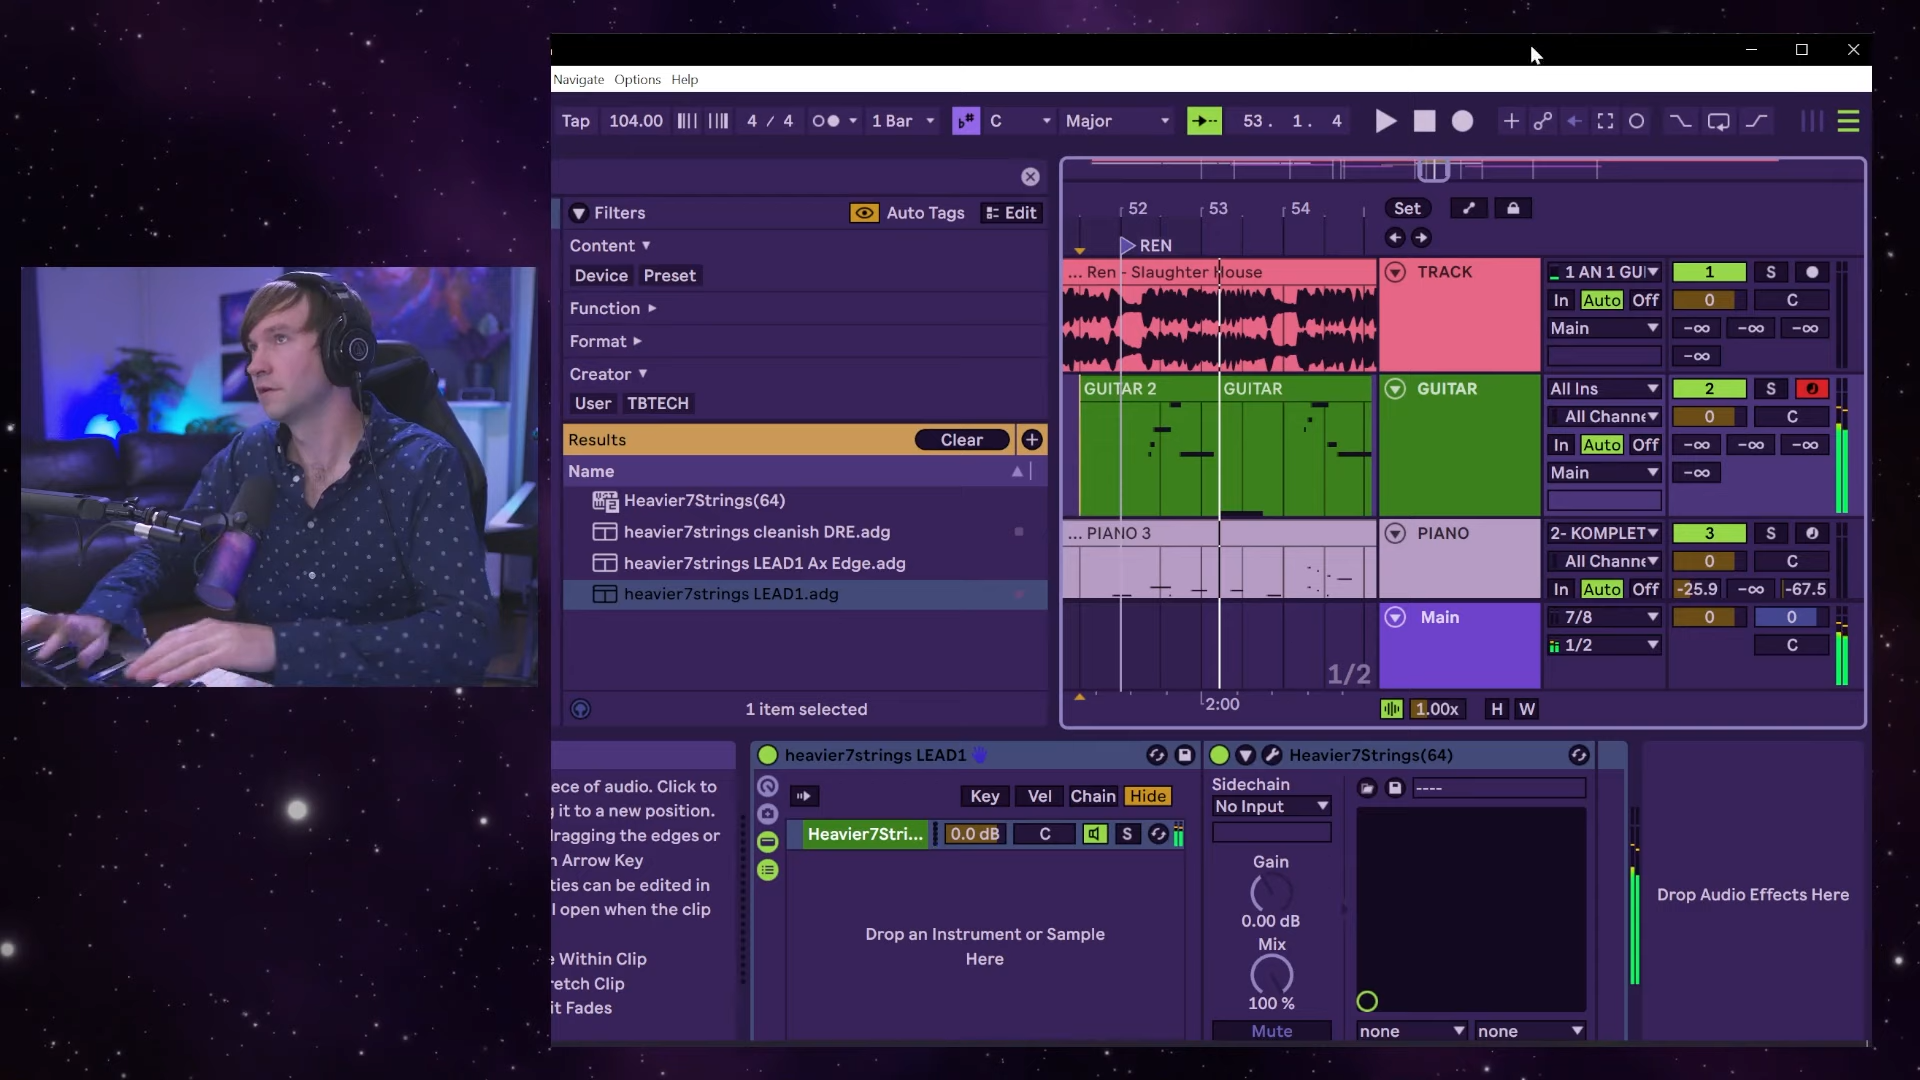 Navigate Options Help
Tap 104.00 4 / 4 1 Bar C Major 53. 1. 4
Filters Auto Tags Edit
Content
Device Preset
Function
Format
Creator
User TBTECH
Results Clear
Name
Heavier7Strings(64)
heavier7strings cleanish DRE.adg
heavier7strings LEAD1 Ax Edge.adg
heavier7strings LEAD1.adg
1 item selected
52 53 54 Set
REN
... Ren - Slaughter House TRACK 1 AN 1 GUI 1 S
In Auto Off 0 C
Main -∞ -∞ -∞
-∞
GUITAR 2 GUITAR GUITAR All Ins 2 S
All Channe 0 C
In Auto Off -∞ -∞ -∞
Main -∞
... PIANO 3 PIANO 2- KOMPLET 3 S
All Channe 0 C
In Auto Off -25.9 -∞ -67.5
Main 7/8 0 0
1/2 1/2 C
2:00 1.00x H W
ece of audio. Click to
it to a new position.
dragging the edges or
Arrow Key
ties can be edited in
open when the clip
e Within Clip
retch Clip
it Fades
heavier7strings LEAD1
Key Vel Chain Hide
Heavier7Stri... 0.0 dB C S
Drop an Instrument or Sample
Here
Heavier7Strings(64)
Sidechain
No Input ----
Gain
0.00 dB
Mix
100 %
Mute none none
Drop Audio Effects Here